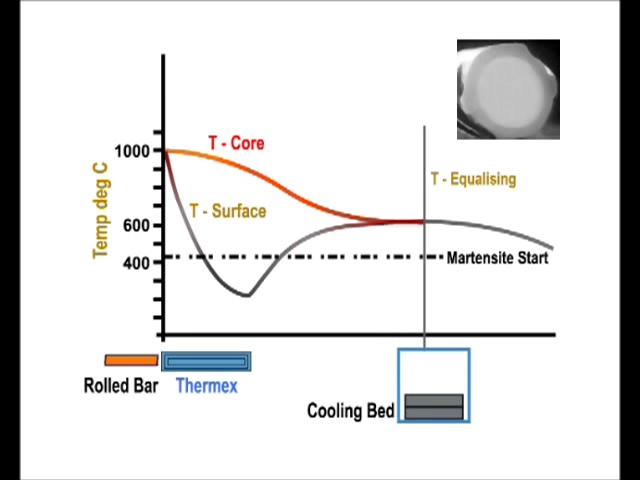 T - Core
1000
T - Equalising
T - Surface
Temp deg C
600
400
Martensite Start
Rolled Bar
Thermex
Cooling Bed